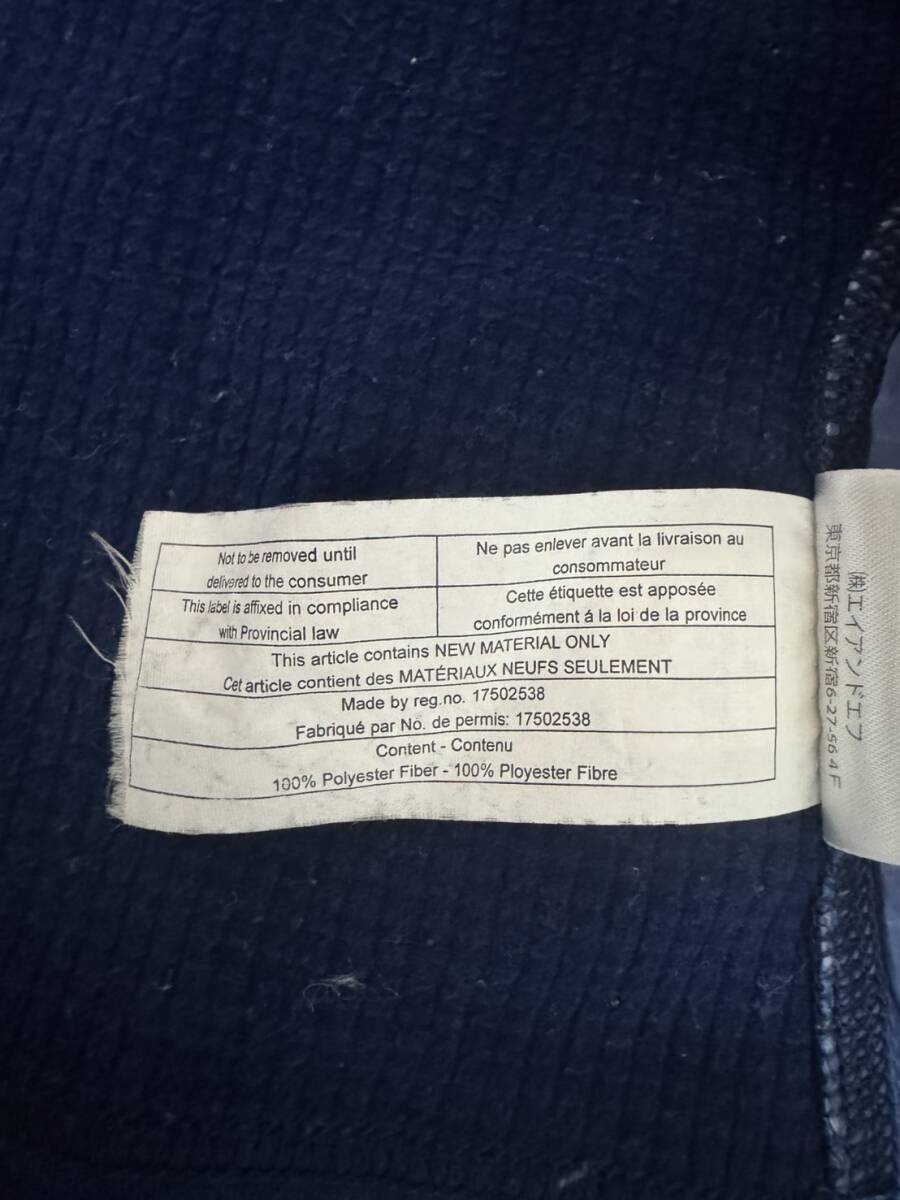 Not to be removed until
delivered to the consumer
Ne pas enlever avant la livraison au
consommateur
This label is affixed in compliance
with Provincial law
Cette étiquette est apposée
conformément á la loi de la province
This article contains NEW MATERIAL ONLY
Cet article contient des MATÉRIAUX NEUFS SEULEMENT
Made by reg.no. 17502538
Fabriqué par No. de permis: 17502538
Content - Contenu
100% Polyester Fiber - 100% Ployester Fibre
㈱エイアンドエフ
東京都新宿区新宿6-27-56 4F